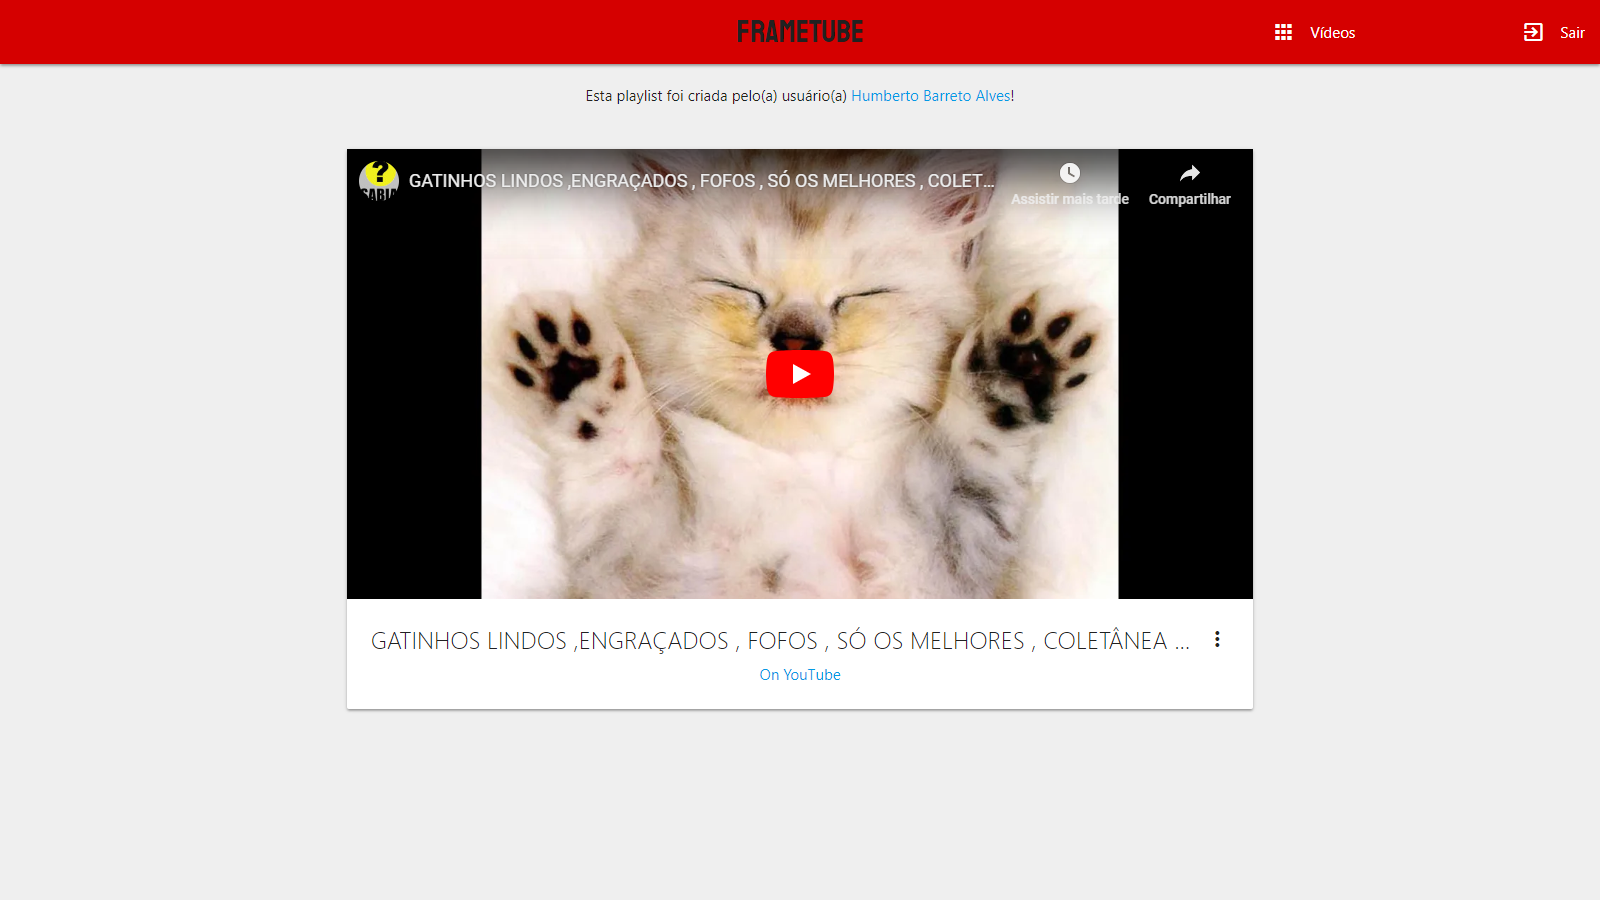 FRAMETUBE
Vídeos
Sair
Esta playlist foi criada pelo(a) usuário(a) Humberto Barreto Alves!
?
SABIA
GATINHOS LINDOS ,ENGRAÇADOS , FOFOS , SÓ OS MELHORES , COLET...
Assistir mais tarde
Compartilhar
GATINHOS LINDOS ,ENGRAÇADOS , FOFOS , SÓ OS MELHORES , COLETÂNEA ...
On YouTube